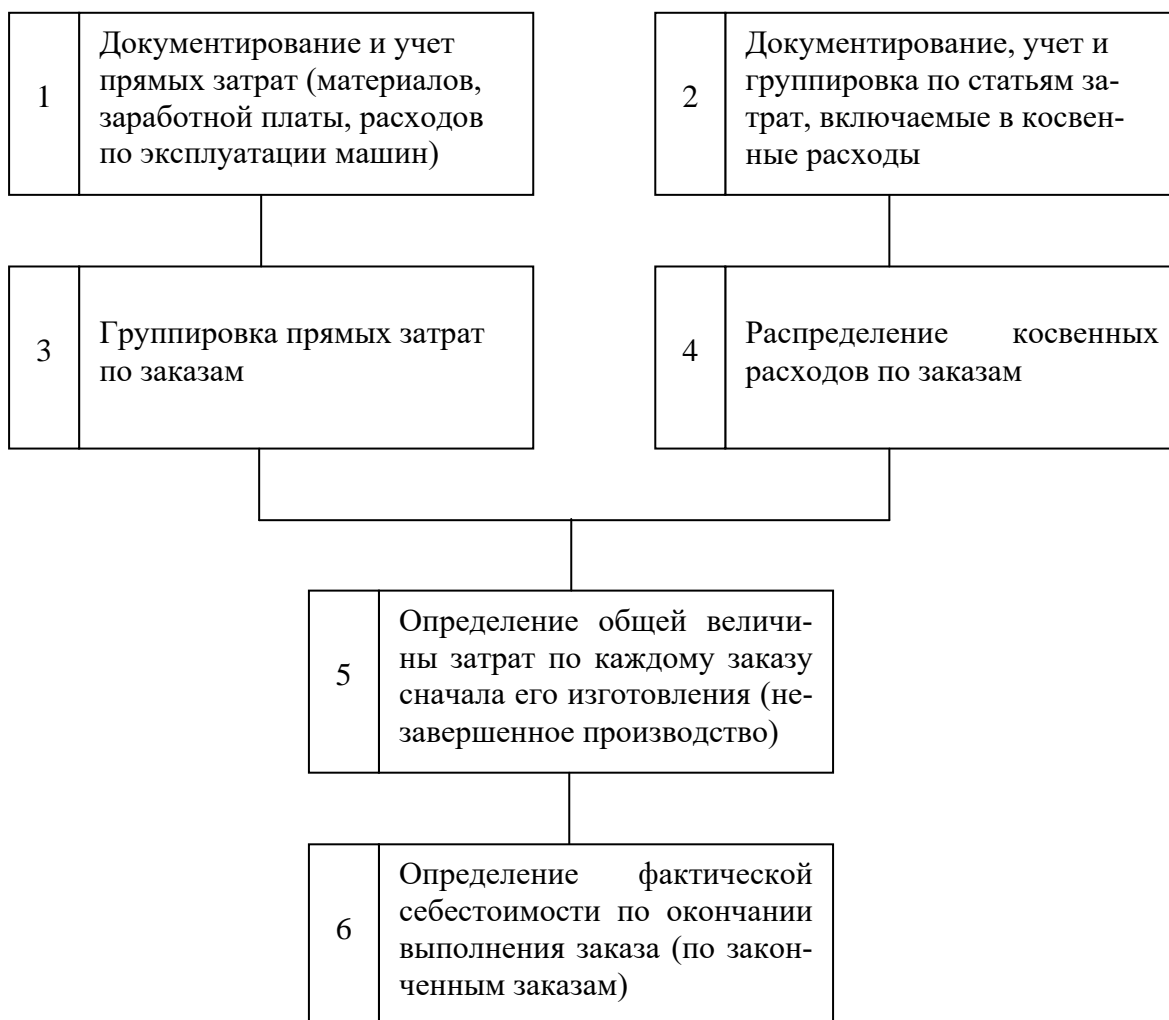 1
Документирование и учет
прямых затрат (материалов,
заработной платы, расходов
по эксплуатации машин)
2
Документирование, учет и
группировка по статьям за-
трат, включаемые в косвен-
ные расходы
3
Группировка прямых затрат
по заказам
4
Распределение косвенных
расходов по заказам
5
Определение общей величи-
ны затрат по каждому заказу
сначала его изготовления (не-
завершенное производство)
6
Определение фактической
себестоимости по окончании
выполнения заказа (по закон-
ченным заказам)